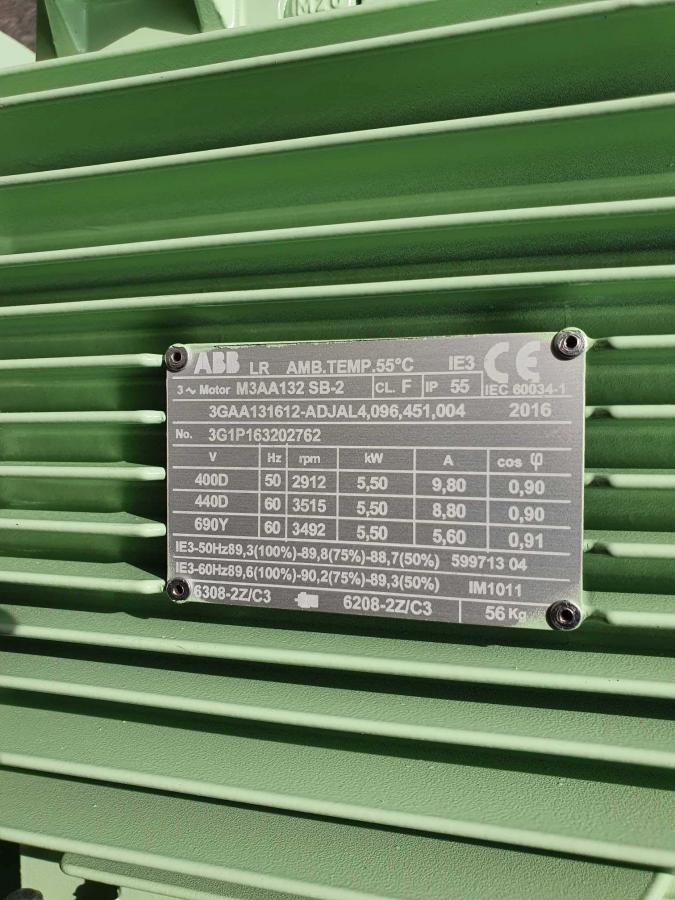 MZ0
ABB LR AMB.TEMP.55°C IE3 CE
3~ Motor M3AA132 SB-2 CL. F IP 55 IEC 60034-1
3GAA131612-ADJAL4,096,451,004 2016
No. 3G1P163202762
V Hz rpm kW A cos φ
400D 50 2912 5,50 9,80 0,90
440D 60 3515 5,50 8,80 0,90
690Y 60 3492 5,50 5,60 0,91
IE3-50Hz89,3(100%)-89,8(75%)-88,7(50%) 599713 04
IE3-60Hz89,6(100%)-90,2(75%)-89,3(50%) IM1011
6308-2Z/C3 6208-2Z/C3 56 Kg